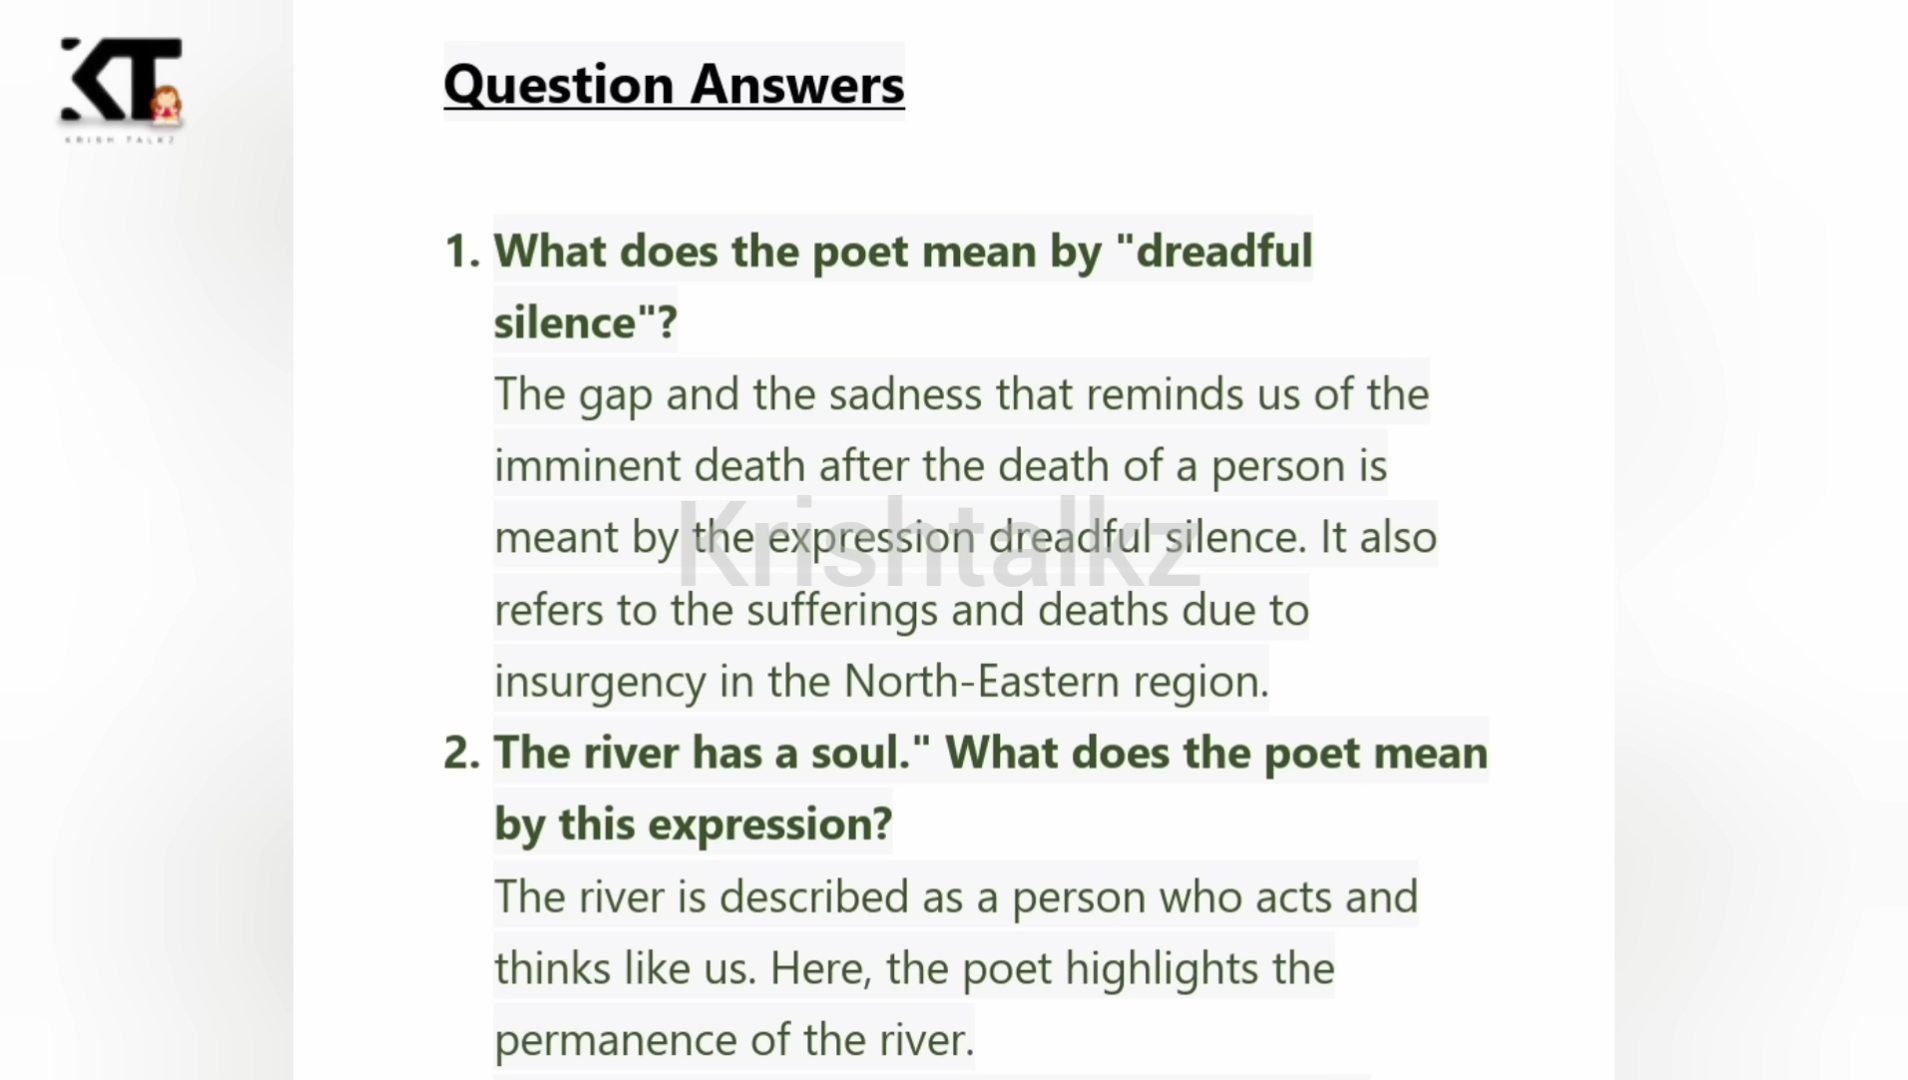 KT
KRISH TALKZ
Question Answers
1. What does the poet mean by "dreadful
silence"?
The gap and the sadness that reminds us of the
imminent death after the death of a person is
meant by the expression dreadful silence. It also
Krishtalkz
refers to the sufferings and deaths due to
insurgency in the North-Eastern region.
2. The river has a soul." What does the poet mean
by this expression?
The river is described as a person who acts and
thinks like us. Here, the poet highlights the
permanence of the river.